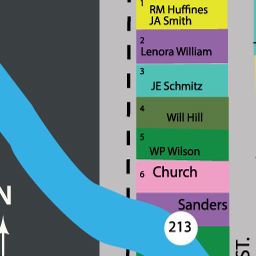 1 RM Huffines
JA Smith
2
Lenora William
3
JE Schmitz
4
Will Hill
5
WP Wilson
6 Church
Sanders
213
N
ST.